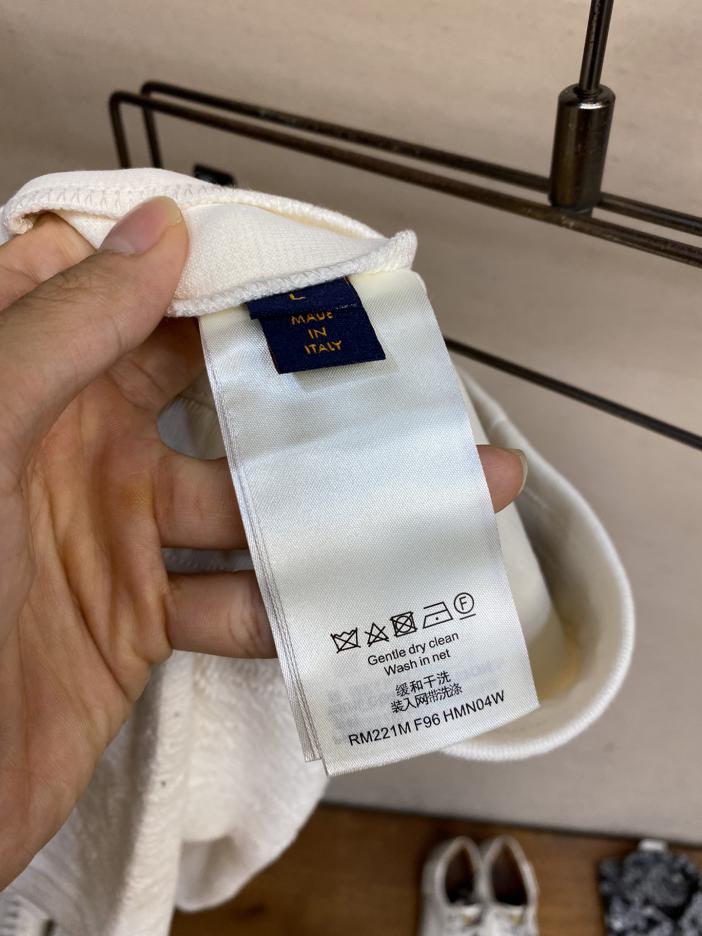 L
MADE
IN
ITALY
F
Gentle dry clean
Wash in net
缓和干洗
装入网带洗涤
RM221M F96 HMN04W